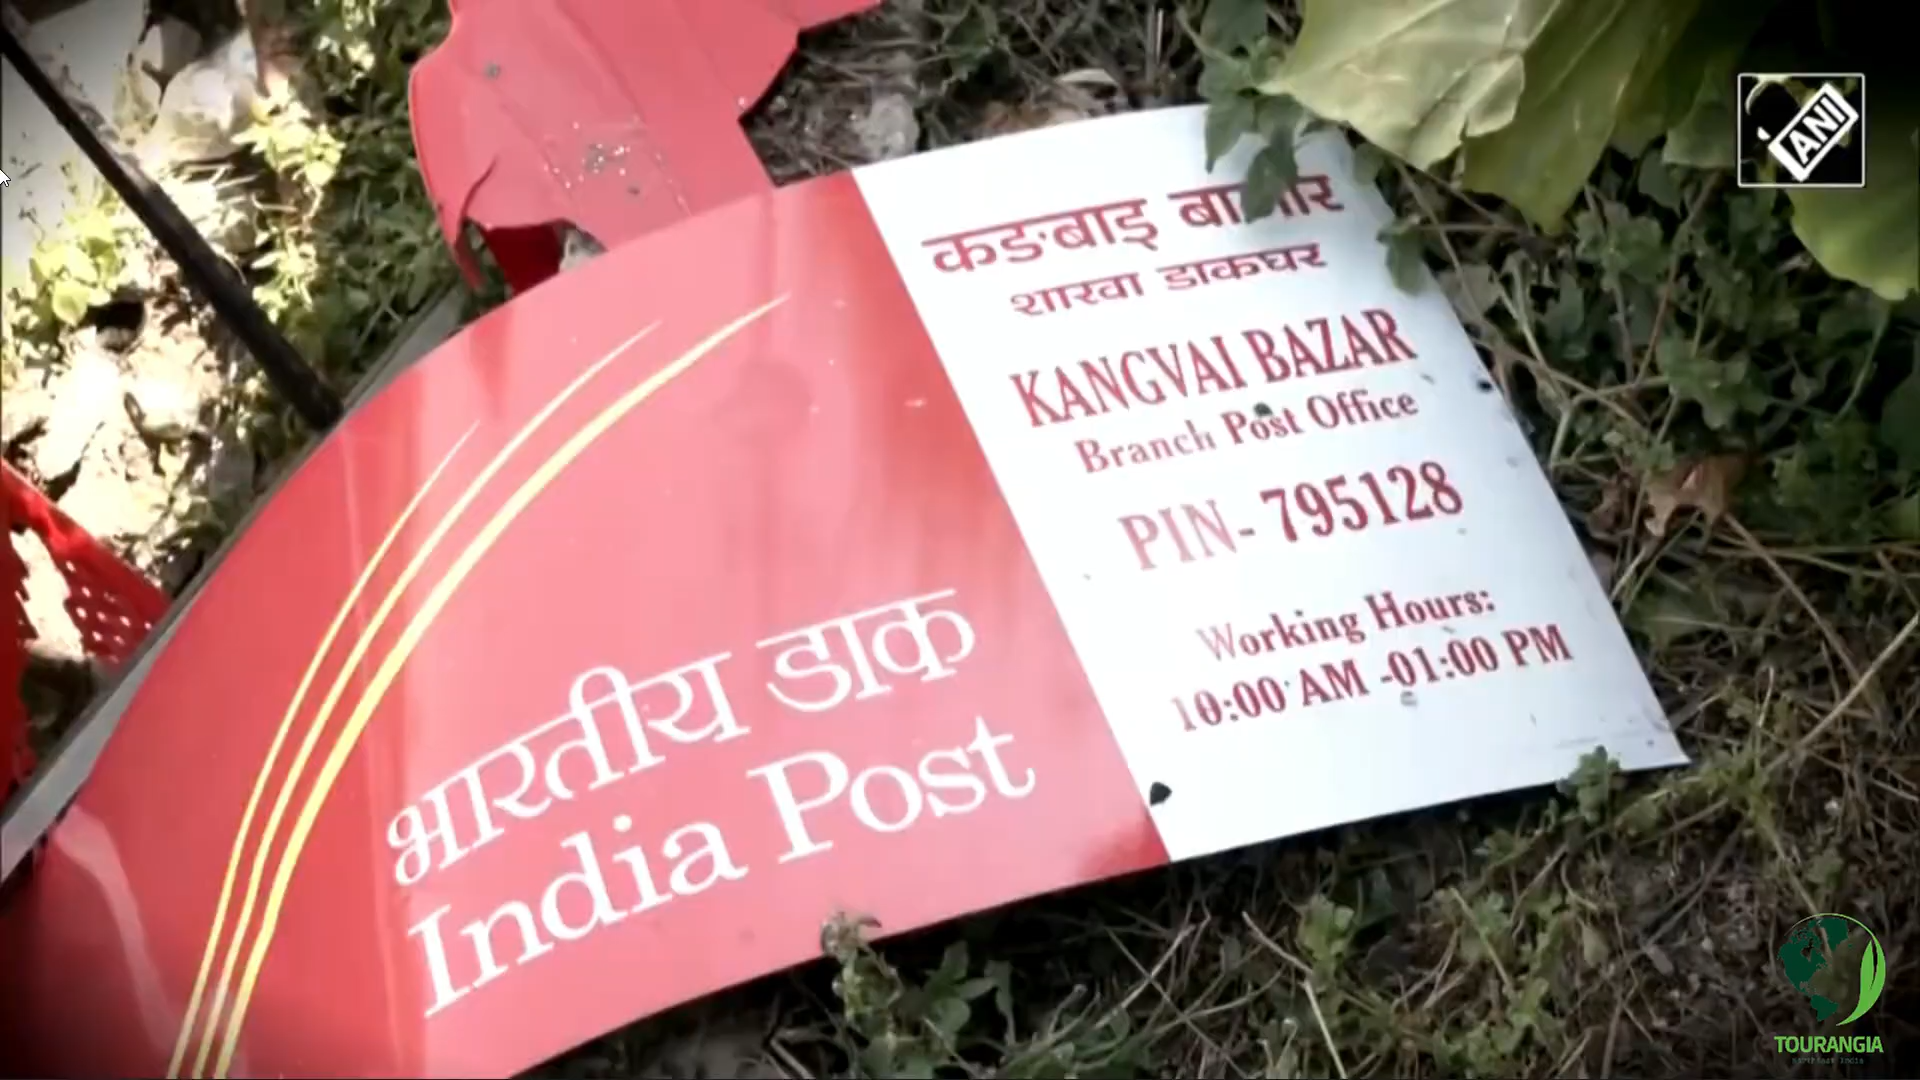 कङबाइ बाजार
शाखा डाकघर
KANGVAI BAZAR
Branch Post Office
PIN- 795128
Working Hours:
10:00 AM -01:00 PM
भारतीय डाक
India Post
ANI
TOURANGIA